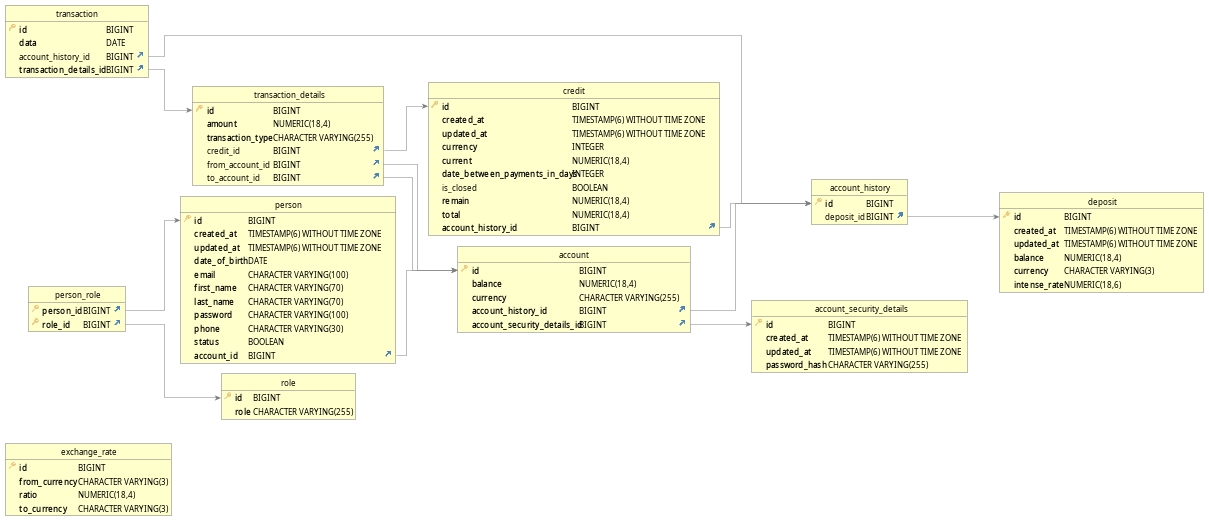 transaction
id BIGINT
data DATE
account_history_id BIGINT
transaction_details_id BIGINT
transaction_details
id BIGINT
amount NUMERIC(18,4)
transaction_type CHARACTER VARYING(255)
credit_id BIGINT
from_account_id BIGINT
to_account_id BIGINT
credit
id BIGINT
created_at TIMESTAMP(6) WITHOUT TIME ZONE
updated_at TIMESTAMP(6) WITHOUT TIME ZONE
currency INTEGER
current NUMERIC(18,4)
date_between_payments_in_days INTEGER
is_closed BOOLEAN
remain NUMERIC(18,4)
total NUMERIC(18,4)
account_history_id BIGINT
account_history
id BIGINT
deposit_id BIGINT
deposit
id BIGINT
created_at TIMESTAMP(6) WITHOUT TIME ZONE
updated_at TIMESTAMP(6) WITHOUT TIME ZONE
balance NUMERIC(18,4)
currency CHARACTER VARYING(3)
intense_rate NUMERIC(18,6)
person
id BIGINT
created_at TIMESTAMP(6) WITHOUT TIME ZONE
updated_at TIMESTAMP(6) WITHOUT TIME ZONE
date_of_birth DATE
email CHARACTER VARYING(100)
first_name CHARACTER VARYING(70)
last_name CHARACTER VARYING(70)
password CHARACTER VARYING(100)
phone CHARACTER VARYING(30)
status BOOLEAN
account_id BIGINT
account
id BIGINT
balance NUMERIC(18,4)
currency CHARACTER VARYING(255)
account_history_id BIGINT
account_security_details_id BIGINT
person_role
person_id BIGINT
role_id BIGINT
account_security_details
id BIGINT
created_at TIMESTAMP(6) WITHOUT TIME ZONE
updated_at TIMESTAMP(6) WITHOUT TIME ZONE
password_hash CHARACTER VARYING(255)
role
id BIGINT
role CHARACTER VARYING(255)
exchange_rate
id BIGINT
from_currency CHARACTER VARYING(3)
ratio NUMERIC(18,4)
to_currency CHARACTER VARYING(3)